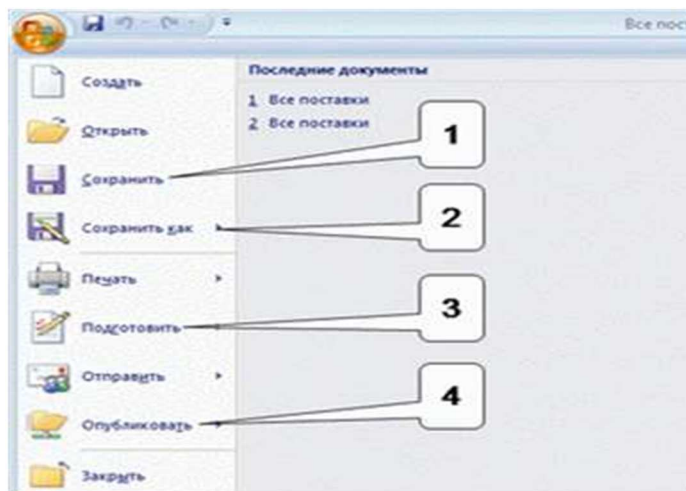 Все пос
Создать
Открыть
Сохранить
Сохранить как
Печать
Подготовить
Отправить
Опубликовать
Закрыть
Последние документы
1 Все поставки
2 Все поставки
1
2
3
4